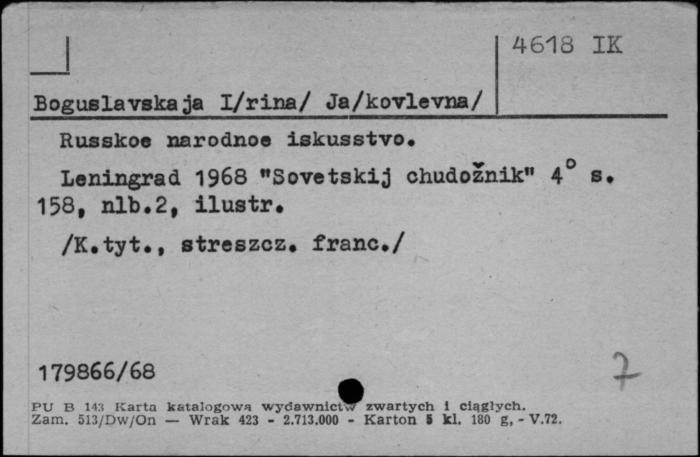 4618 IK
Boguslavskaja I/rina/ Ja/kovlevna/
Russkoe narodnoe iskusstvo.
Leningrad 1968 "Sovetskij chudožnik" 4° s.
158, nlb.2, ilustr.
/K.tyt., streszcz. franc./
179866/68
7
PU B 143 Karta katalogowa wydawnictw zwartych i ciągłych.
Zam. 513/Dw/On — Wrak 423 - 2.713.000 - Karton 5 kl. 180 g, - V.72.